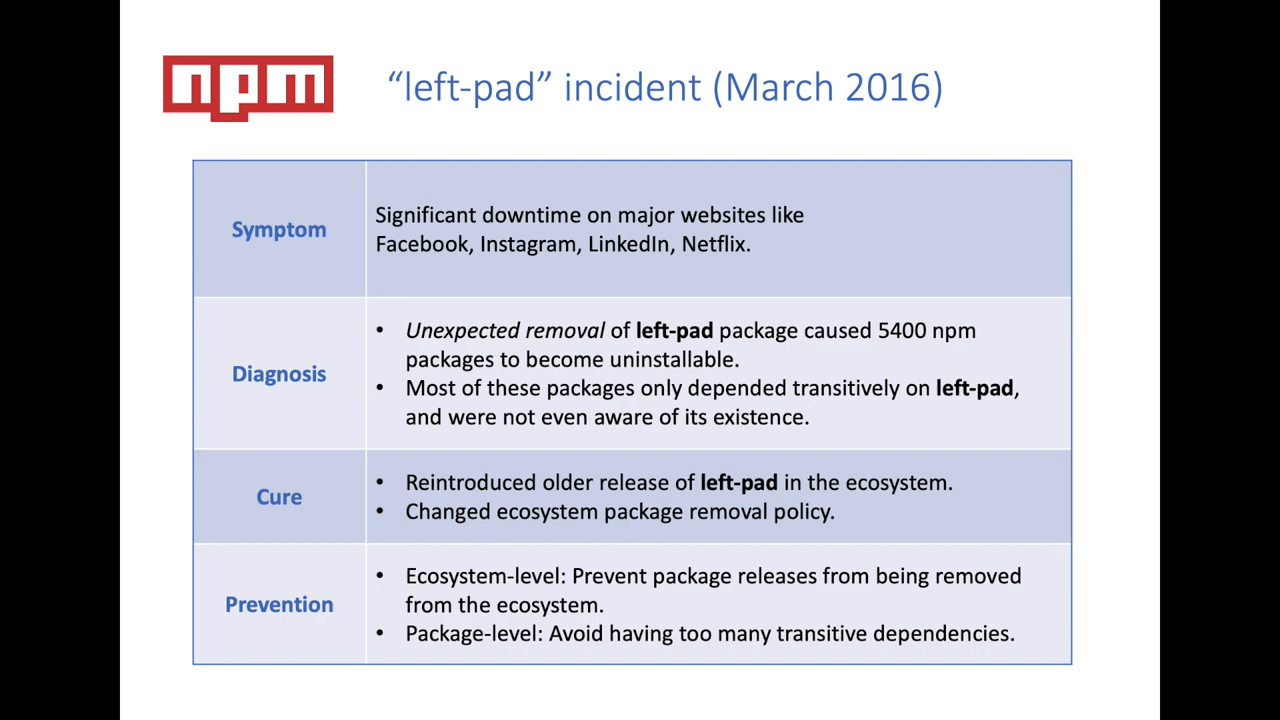 npm
“left-pad” incident (March 2016)
Symptom
Significant downtime on major websites like
Facebook, Instagram, LinkedIn, Netflix.
Diagnosis
• Unexpected removal of left-pad package caused 5400 npm
packages to become uninstallable.
• Most of these packages only depended transitively on left-pad,
and were not even aware of its existence.
Cure
• Reintroduced older release of left-pad in the ecosystem.
• Changed ecosystem package removal policy.
Prevention
• Ecosystem-level: Prevent package releases from being removed
from the ecosystem.
• Package-level: Avoid having too many transitive dependencies.